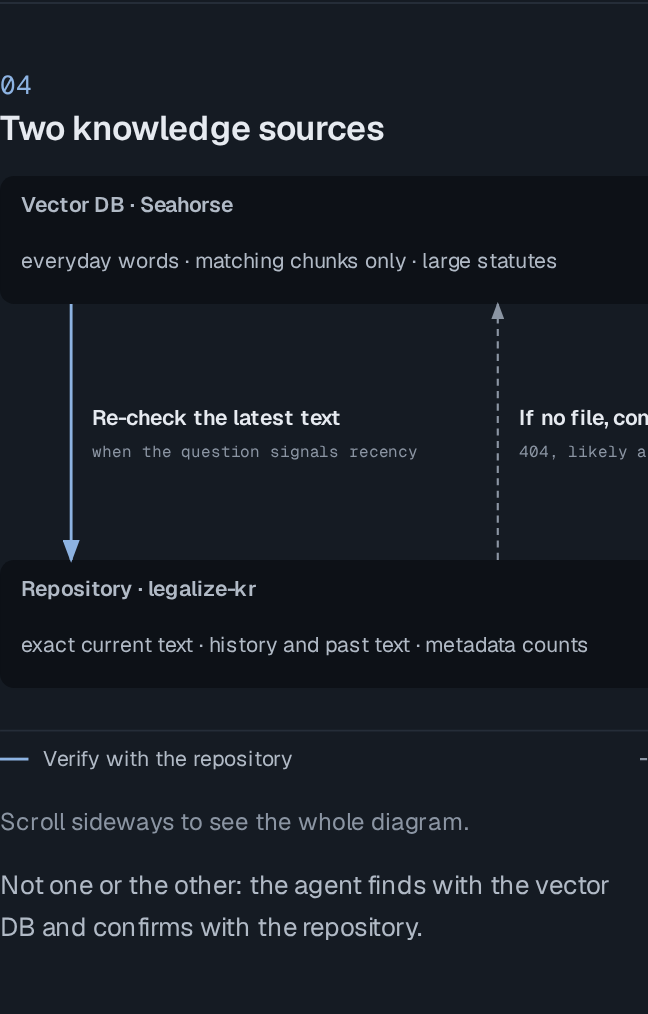 04
Two knowledge sources
Vector DB · Seahorse
everyday words · matching chunks only · large statutes
Re-check the latest text
If no file,
when the question signals recency
404, likely a
Repository · legalize-kr
exact current text · history and past text · metadata counts
Verify with the repository
Scroll sideways to see the whole diagram.
Not one or the other: the agent finds with the vector
DB and confirms with the repository.